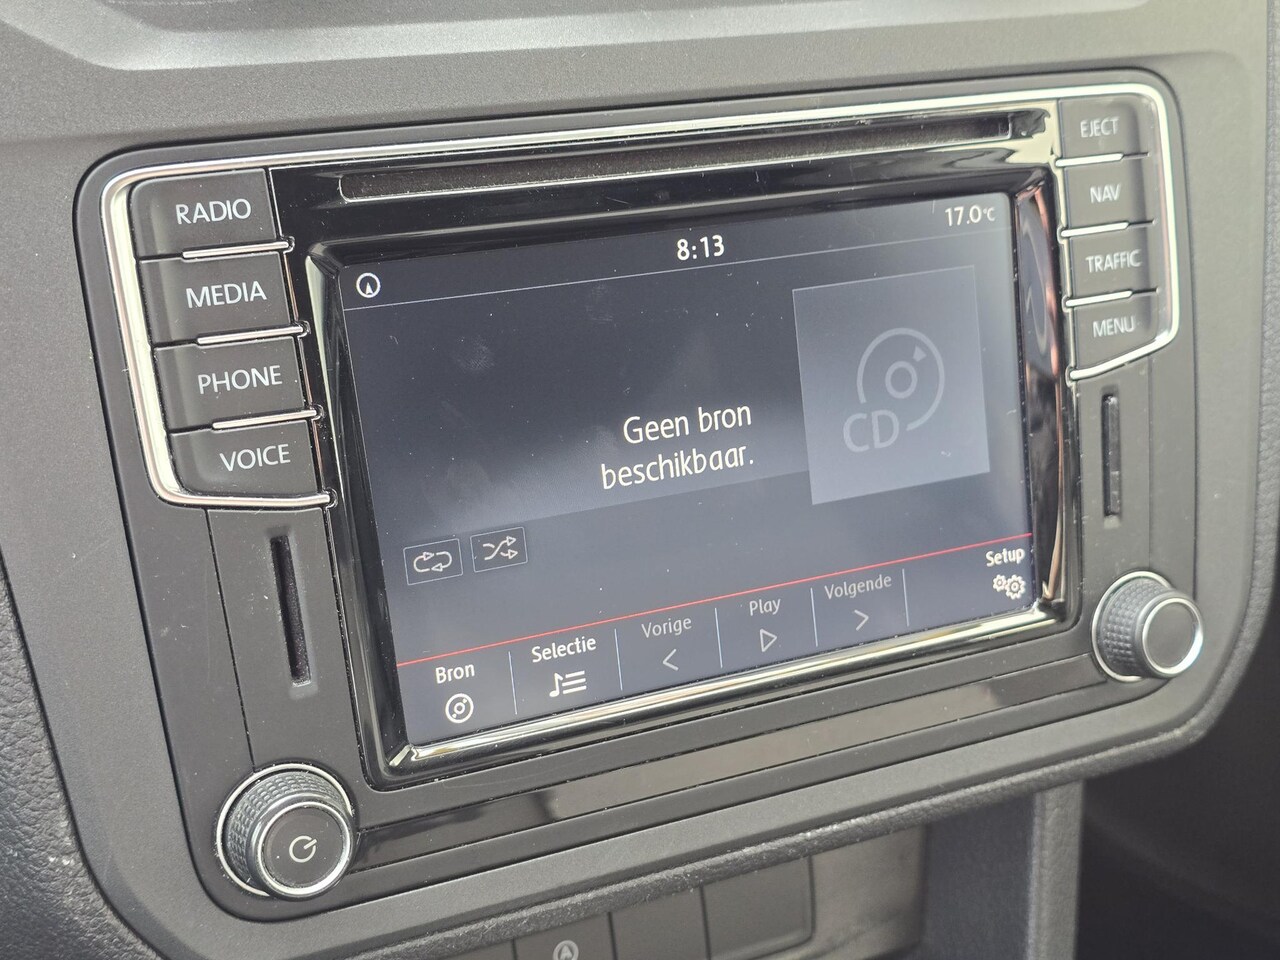 RADIO
MEDIA
PHONE
VOICE
EJECT
NAV
TRAFFIC
MENU
8:13
17.0°C
Geen bron
beschikbaar.
CD
Bron
Selectie
Vorige
Play
Volgende
Setup
A